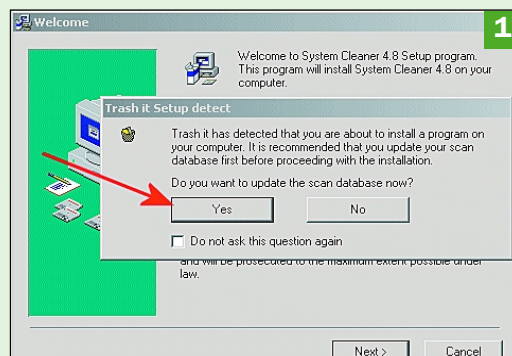 Welcome
1
Welcome to System Cleaner 4.8 Setup program.
This program will install System Cleaner 4.8 on your
computer.
Trash it Setup detect
Trash it has detected that you are about to install a program on
your computer. It is recommended that you update your scan
database first before proceeding with the installation.
Do you want to update the scan database now?
Yes
No
Do not ask this question again
and will be prosecuted to the maximum extent possible under
law.
Next >
Cancel